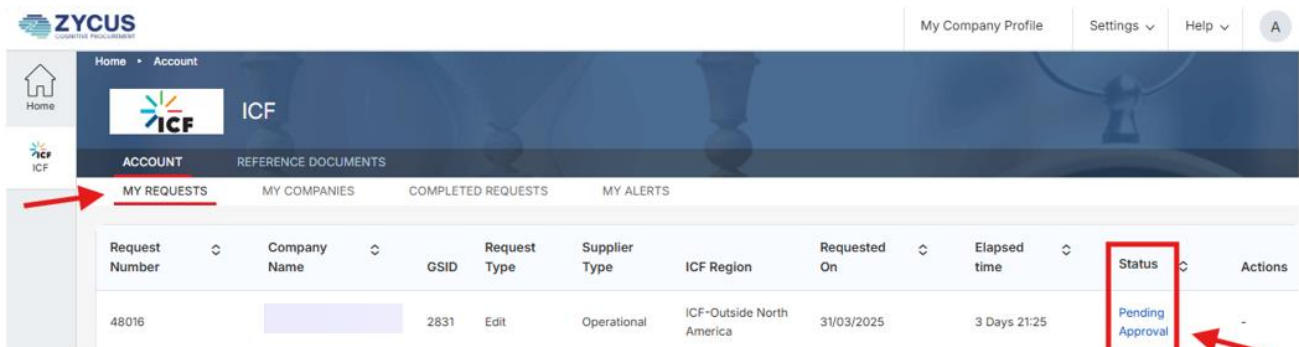 ZYCUS
COGNITIVE PROCUREMENT
My Company Profile Settings Help A
Home
ICF
Home • Account
ICF ICF
ACCOUNT REFERENCE DOCUMENTS
MY REQUESTS MY COMPANIES COMPLETED REQUESTS MY ALERTS
Request Number Company Name GSID Request Type Supplier Type ICF Region Requested On Elapsed time Status Actions
48016 2831 Edit Operational ICF-Outside North America 31/03/2025 3 Days 21:25 Pending Approval -